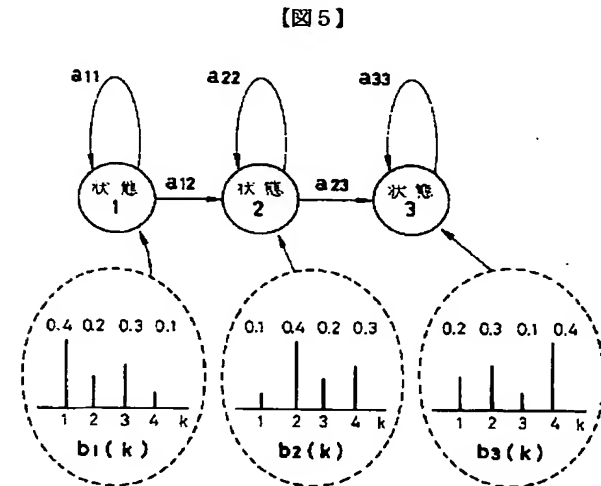 【図5】
a11 a22 a33
状態 1 a12 状態 2 a23 状態 3
0.4 0.2 0.3 0.1
1 2 3 4 k
b1(k)
0.1 0.4 0.2 0.3
1 2 3 4 k
b2(k)
0.2 0.3 0.1 0.4
1 2 3 4 k
b3(k)